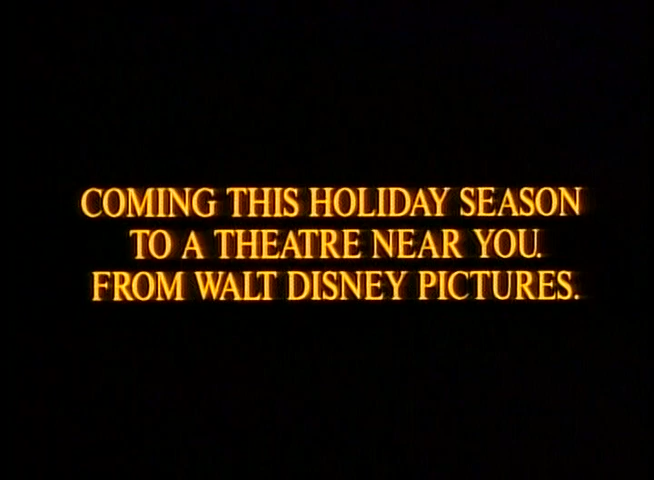 COMING THIS HOLIDAY SEASON
TO A THEATRE NEAR YOU.
FROM WALT DISNEY PICTURES.